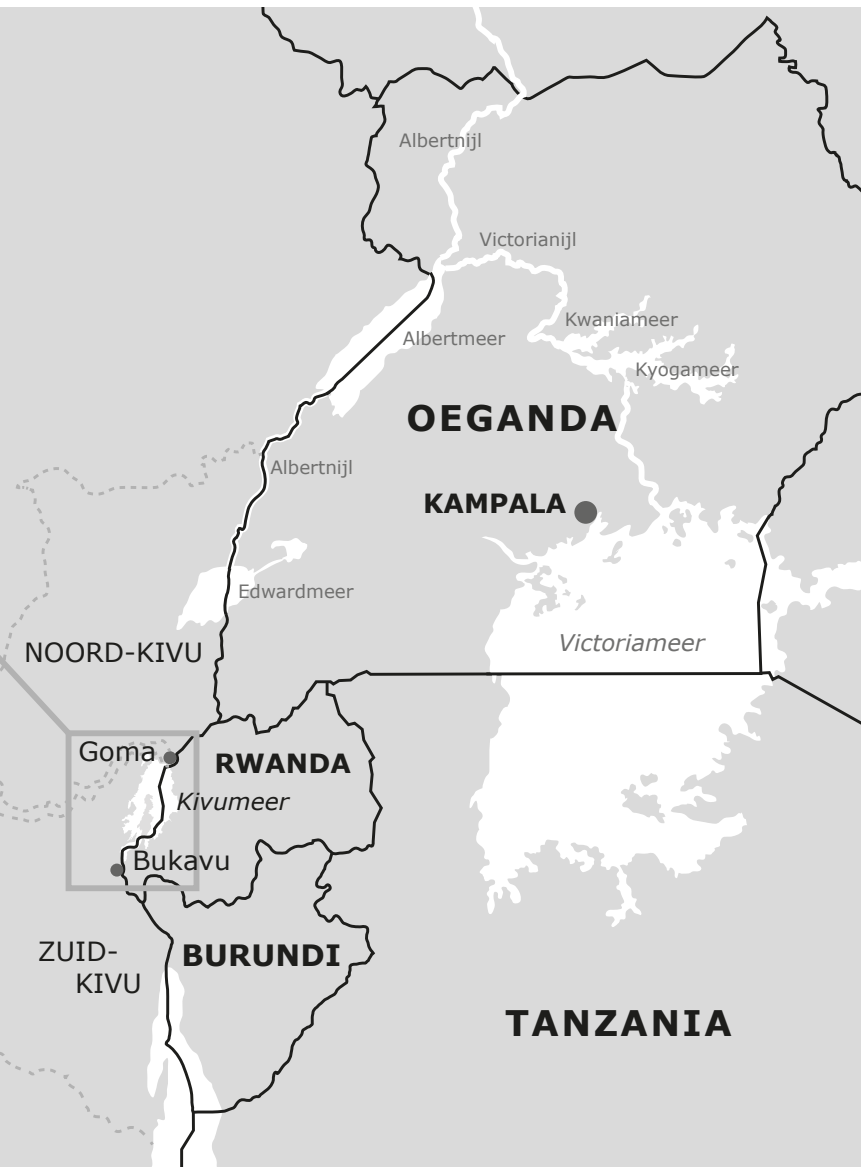 Albertnijl
Victorianijl
Kwaniameer
Albertmeer
Kyogameer
OEGANDA
Albertnijl
KAMPALA
Edwardmeer
Victoriameer
NOORD-KIVU
Goma
RWANDA
Kivumeer
Bukavu
ZUID-
KIVU
BURUNDI
TANZANIA